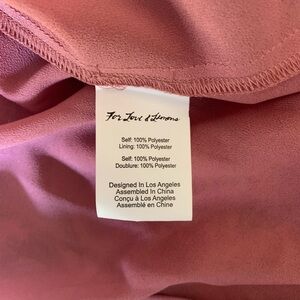 For Love & Lemons
Self: 100% Polyester
Lining: 100% Polyester
Self: 100% Polyester
Doublure: 100% Polyester
Designed In Los Angeles
Assembled In China
Conçu à Los Angeles
Assemblé en Chine